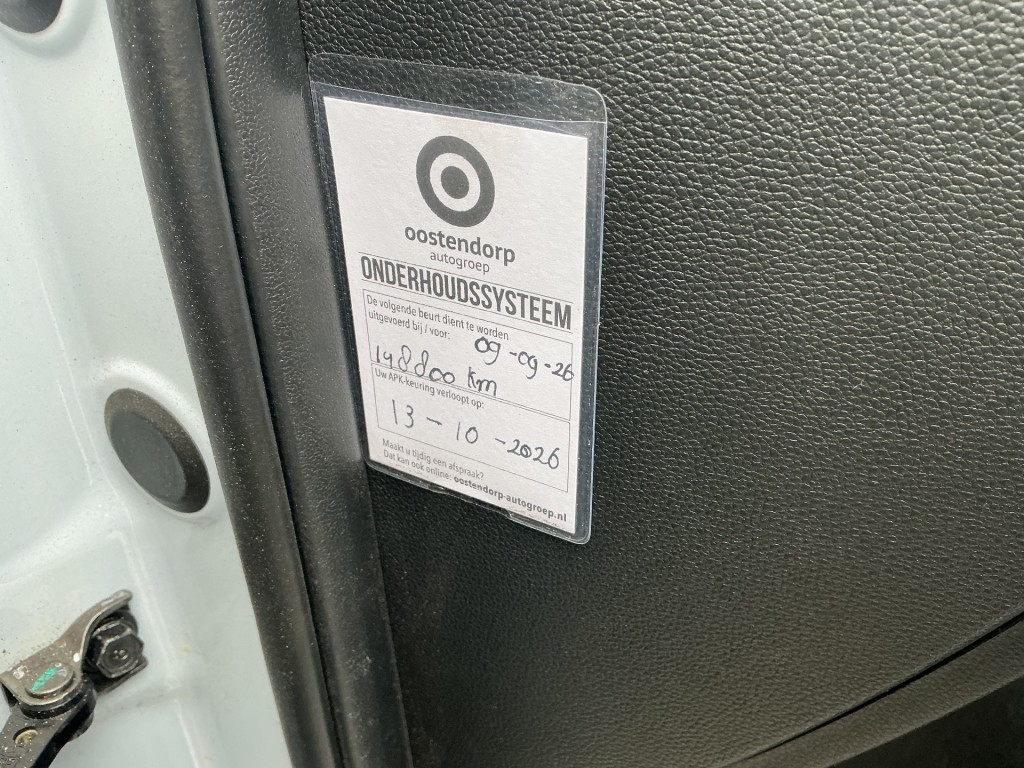 oostendorp
autogroep
ONDERHOUDSSYSTEEM
De volgende beurt dient te worden
uitgevoerd bij / voor: 09-09-26
148800 km
Uw APK-keuring verloopt op:
13-10-2026
Maakt u tijdig een afspraak?
Dat kan ook online: oostendorp-autogroep.nl